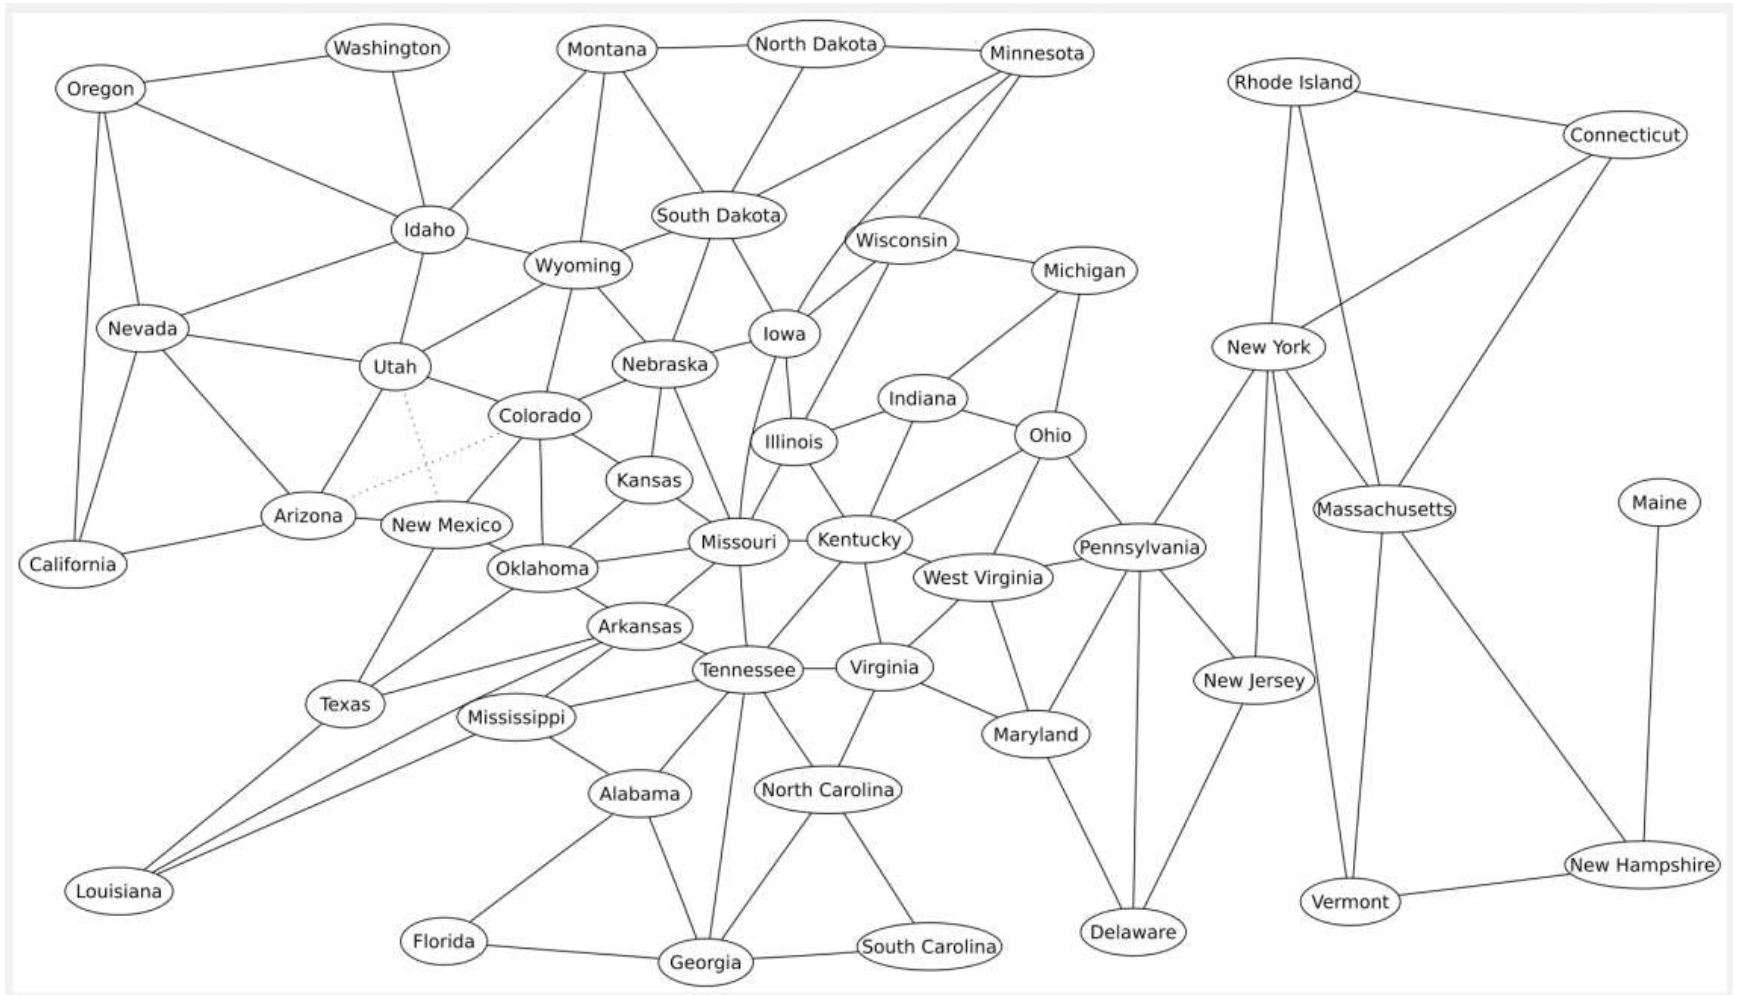 Washington
Montana
North Dakota
Minnesota
Oregon
Rhode Island
Connecticut
South Dakota
Idaho
Wisconsin
Wyoming
Michigan
Nevada
Iowa
New York
Utah
Nebraska
Indiana
Colorado
Illinois
Ohio
Kansas
Maine
Massachusetts
Arizona
New Mexico
Missouri
Kentucky
Pennsylvania
California
Oklahoma
West Virginia
Arkansas
Tennessee
Virginia
New Jersey
Texas
Mississippi
Maryland
Alabama
North Carolina
New Hampshire
Louisiana
Vermont
Delaware
Florida
Georgia
South Carolina